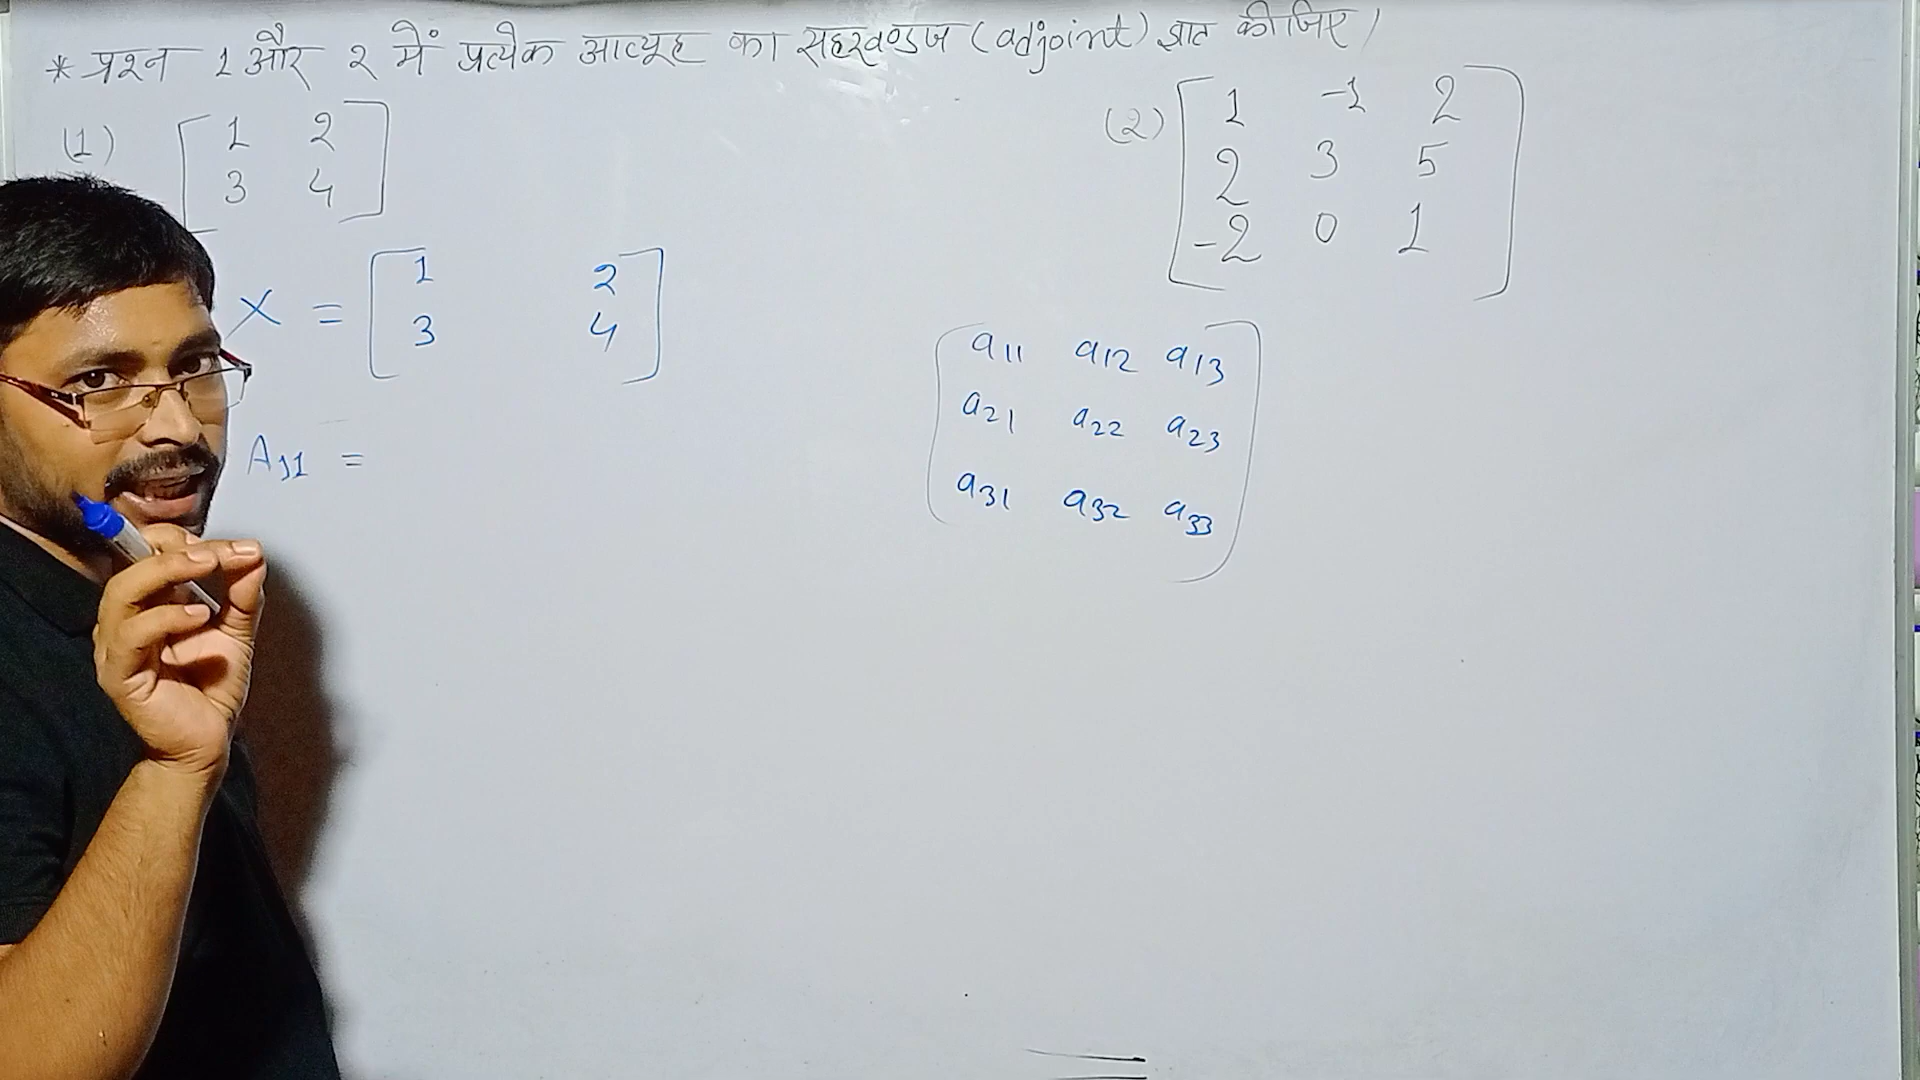 * प्रश्न 1 और 2 में प्रत्येक आव्यूह का सहखण्डज (adjoint) ज्ञात कीजिए।
(1) [1 2
3 4]
(2) [1 -1 2
2 3 5
-2 0 1]
X = [1 2
3 4]
A11 =
[a11 a12 a13
a21 a22 a23
a31 a32 a33]